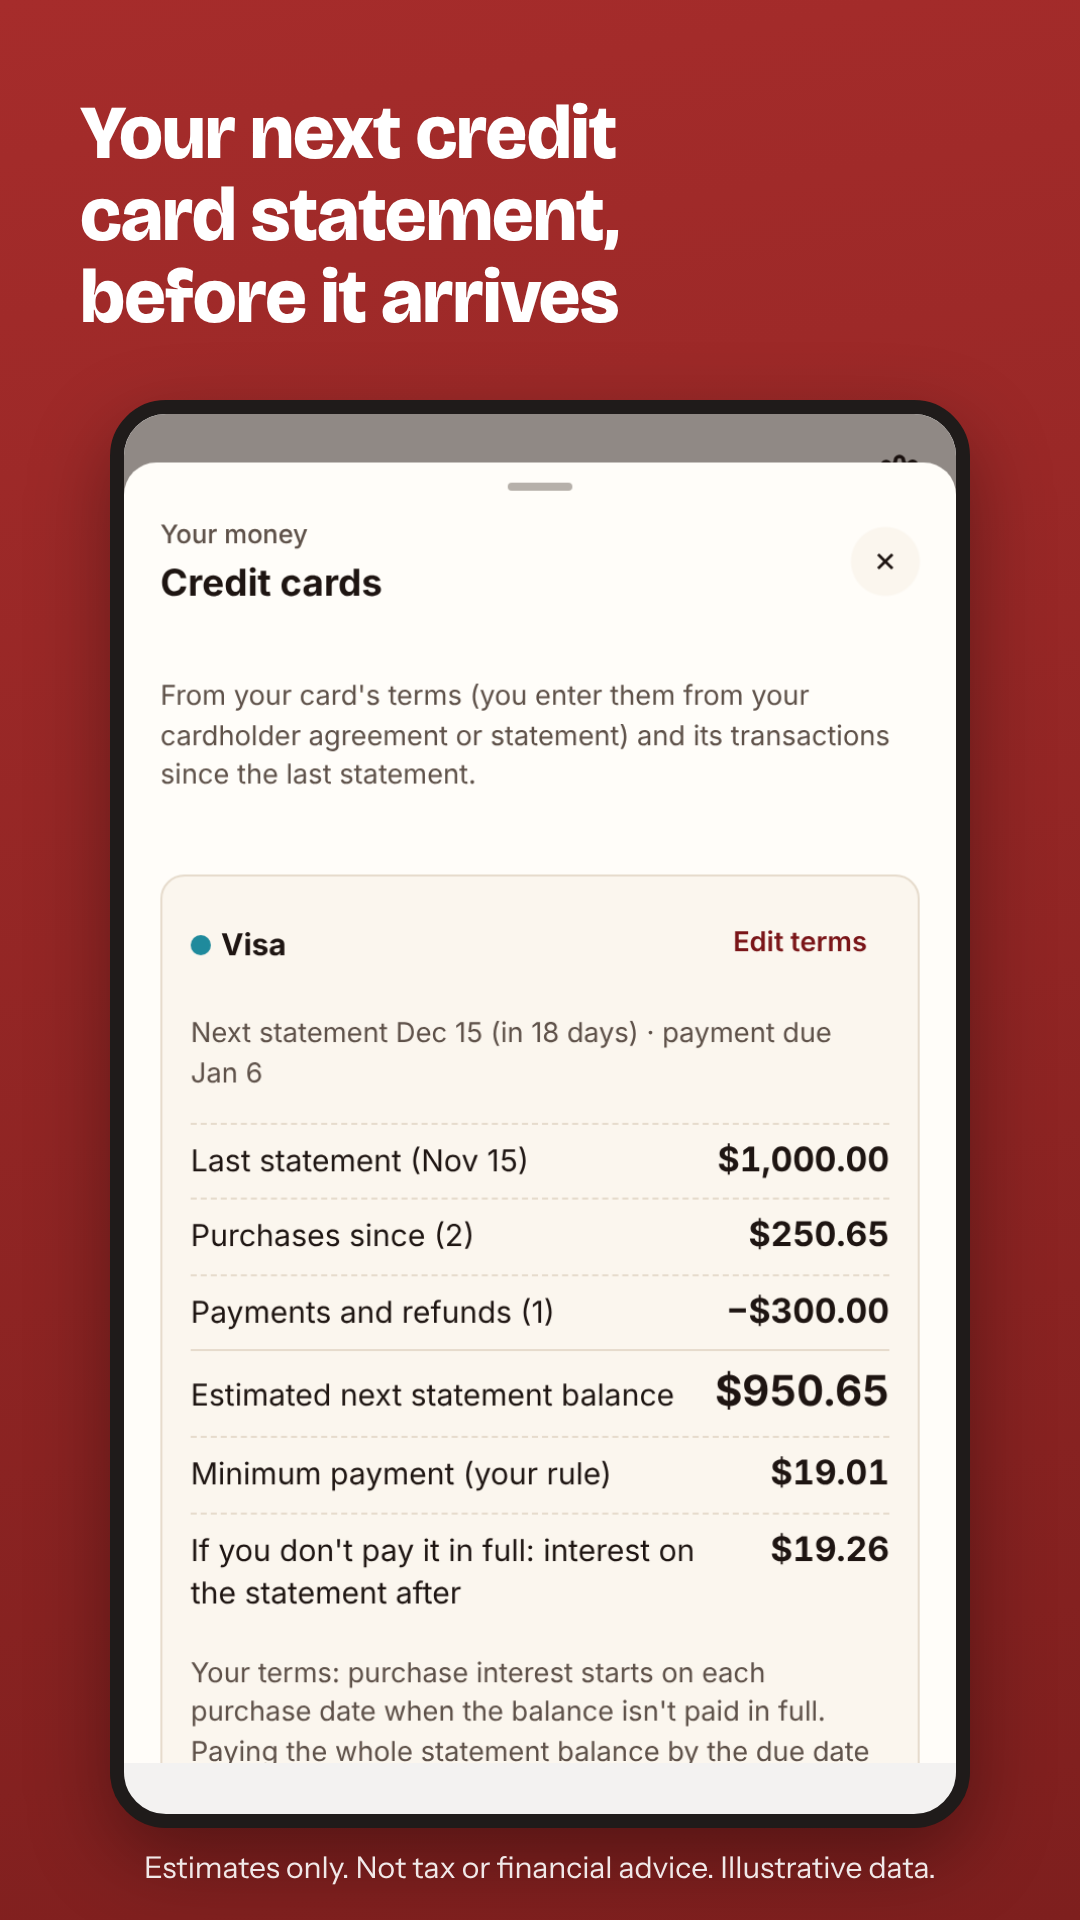 Your next credit
card statement,
before it arrives
Your money
Credit cards
From your card's terms (you enter them from your
cardholder agreement or statement) and its transactions
since the last statement.
Visa
Edit terms
Next statement Dec 15 (in 18 days) · payment due
Jan 6
Last statement (Nov 15) $1,000.00
Purchases since (2) $250.65
Payments and refunds (1) −$300.00
Estimated next statement balance $950.65
Minimum payment (your rule) $19.01
If you don't pay it in full: interest on $19.26
the statement after
Your terms: purchase interest starts on each
purchase date when the balance isn't paid in full.
Paying the whole statement balance by the due date
Estimates only. Not tax or financial advice. Illustrative data.